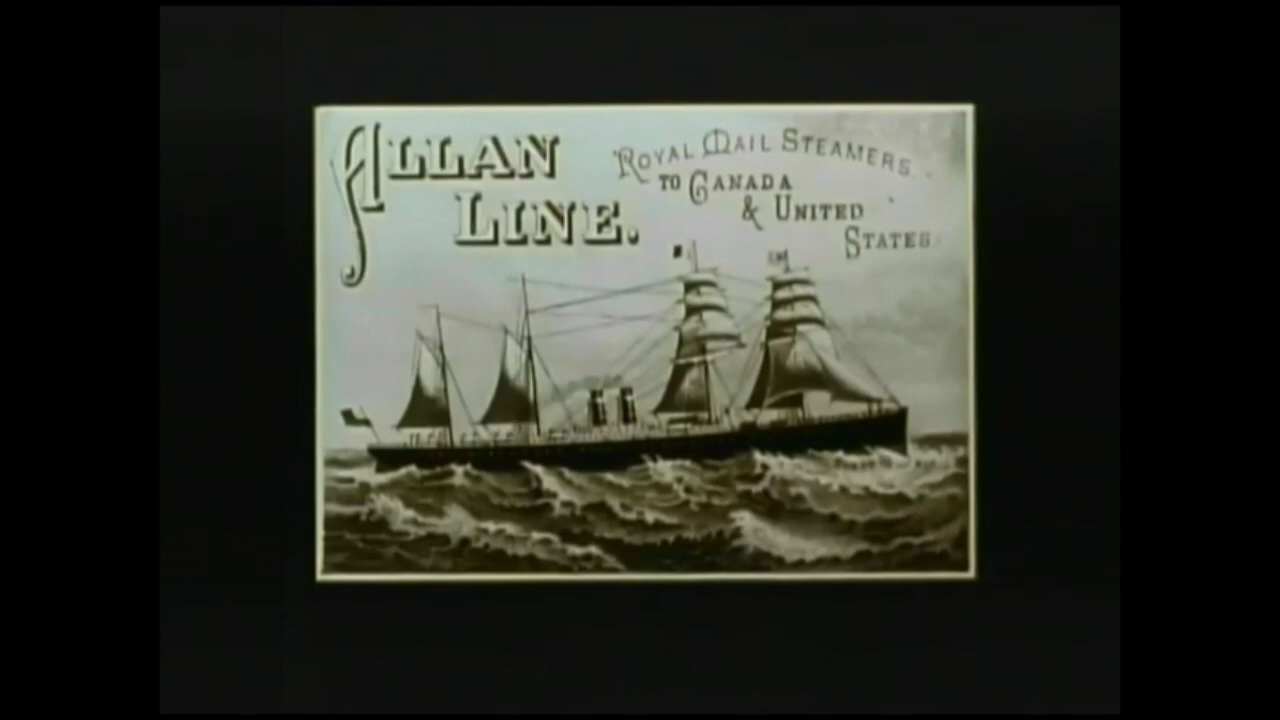 ALLAN
LINE.
ROYAL MAIL STEAMERS
TO CANADA
& UNITED
STATES